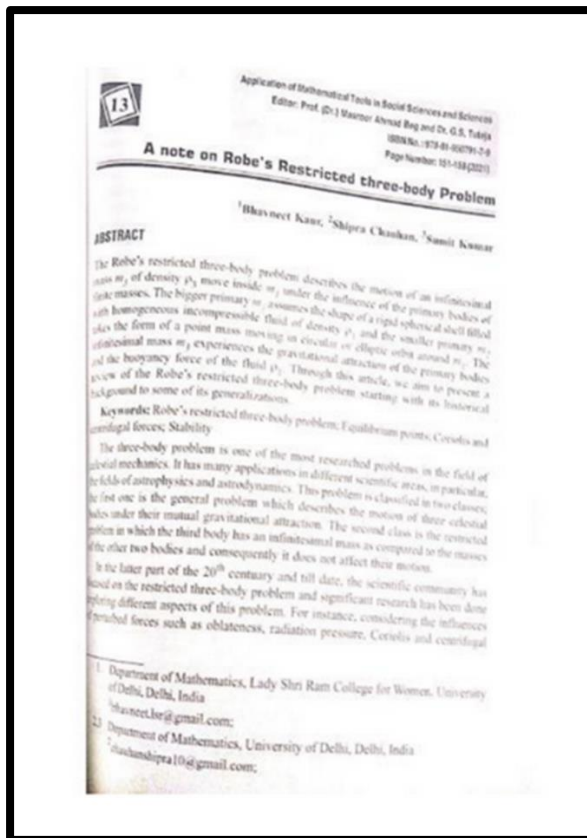 13
Application of Mathematical Tools in Social Sciences and Sciences
Editor: Prof. (Dr.) Masroor Ahmad Beg and Dr. G.S. Tuteja
Page Number: 151-158 (2021)
A note on Robe's Restricted three-body Problem
¹Bhavneet Kaur, ²Shipra Chauhan, ³Sumit Kumar
ABSTRACT
The Robe's restricted three-body problem describes the motion of an infinitesimal
mass m₃ of density ρ₃ move inside m₁ under the influence of the primary bodies of
finite masses. The bigger primary m₁ assumes the shape of a rigid spherical shell filled
with homogeneous incompressible fluid of density ρ₁ and the smaller primary m₂
takes the form of a point mass moving in circular or elliptic orbit around m₁. The
infinitesimal mass m₃ experiences the gravitational attraction of the primary bodies
and the buoyancy force of the fluid ρ₁. Through this article, we aim to present a
review of the Robe's restricted three-body problem starting with its historical
background to some of its generalizations.
Keywords: Robe's restricted three-body problem; Equilibrium points; Coriolis and
centrifugal forces; Stability
The three-body problem is one of the most researched problems in the field of
celestial mechanics. It has many applications in different scientific areas, in particular,
the fields of astrophysics and astrodynamics. This problem is classified in two classes;
the first one is the general problem which describes the motion of three celestial
bodies under their mutual gravitational attraction. The second class is the restricted
problem in which the third body has an infinitesimal mass as compared to the masses
of the other two bodies and consequently it does not affect their motion.
In the latter part of the 20th centuary and till date, the scientific community has
focused on the restricted three-body problem and significant research has been done
exploring different aspects of this problem. For instance, considering the influences
of perturbed forces such as oblateness, radiation pressure, Coriolis and centrifugal
1. Department of Mathematics, Lady Shri Ram College for Women, University
of Delhi, Delhi, India
¹bhavneet.lsr@gmail.com;
2,3 Department of Mathematics, University of Delhi, Delhi, India
²chauhanshipra10@gmail.com;